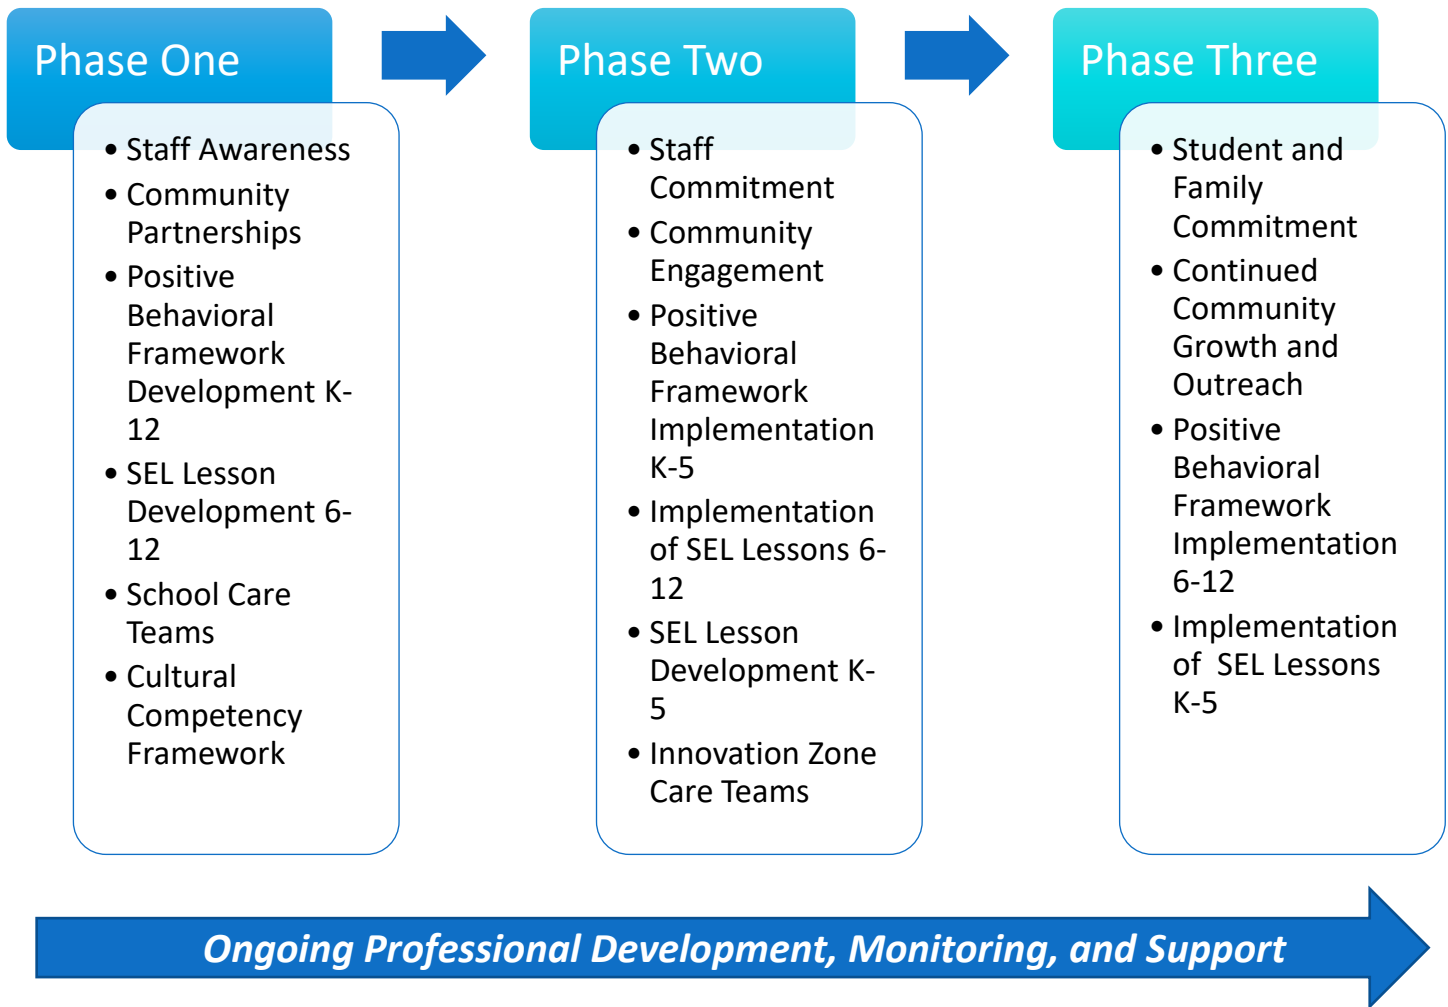 Phase One
• Staff Awareness
• Community
Partnerships
• Positive
Behavioral
Framework
Development K-
12
• SEL Lesson
Development 6-
12
• School Care
Teams
• Cultural
Competency
Framework
Phase Two
• Staff
Commitment
• Community
Engagement
• Positive
Behavioral
Framework
Implementation
K-5
• Implementation
of SEL Lessons 6-
12
• SEL Lesson
Development K-
5
• Innovation Zone
Care Teams
Phase Three
• Student and
Family
Commitment
• Continued
Community
Growth and
Outreach
• Positive
Behavioral
Framework
Implementation
6-12
• Implementation
of  SEL Lessons
K-5
Ongoing Professional Development, Monitoring, and Support